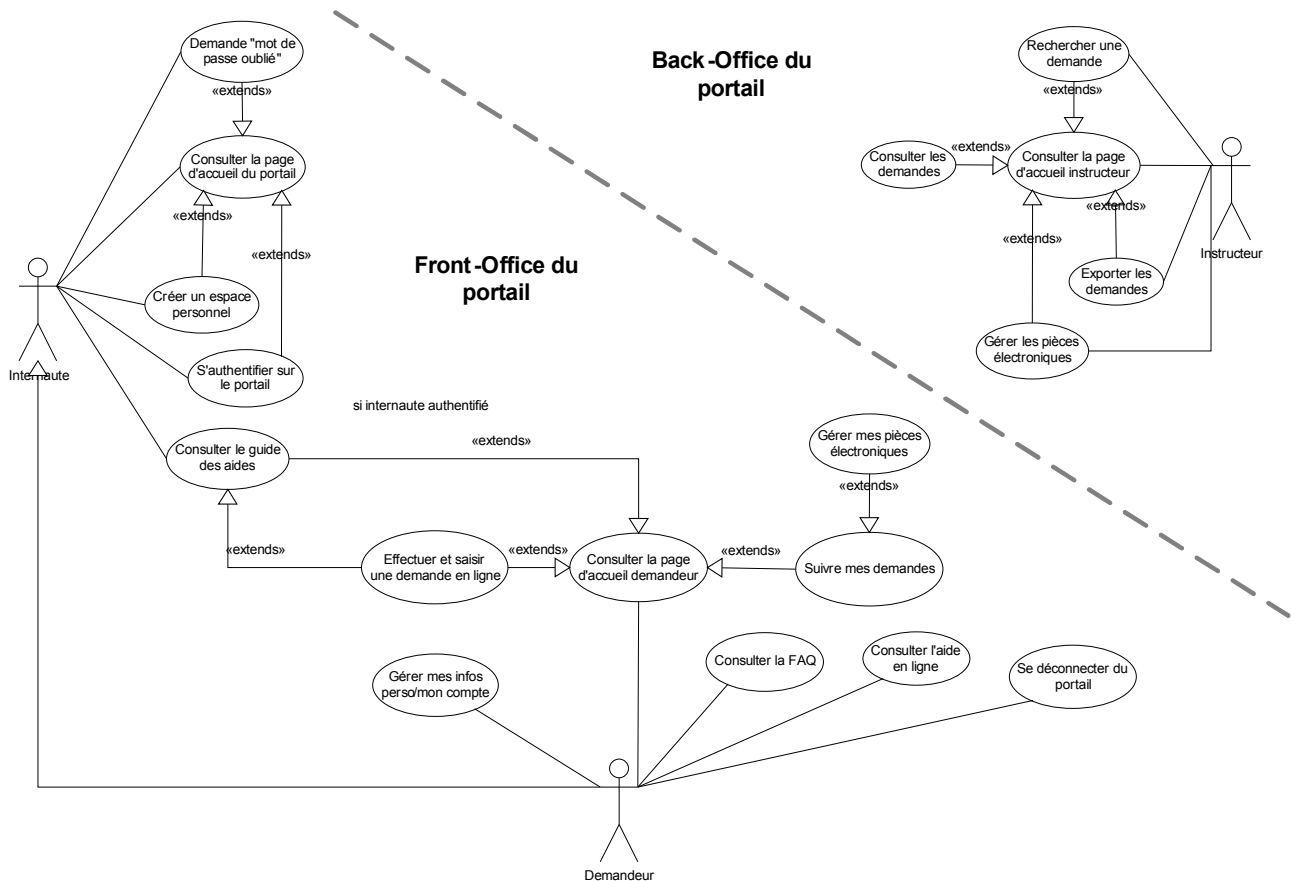 Demande "mot de
passe oublié"
«extends»
Consulter la page
d'accueil du portail
«extends»
«extends»
Créer un espace
personnel
S'authentifier sur
le portail
Internaute
Front-Office du
portail
Back-Office du
portail
Rechercher une
demande
«extends»
Consulter les
demandes
«extends»
Consulter la page
d'accueil instructeur
«extends»
«extends»
Instructeur
Exporter les
demandes
Gérer les pièces
électroniques
si internaute authentifié
Consulter le guide
des aides
«extends»
Gérer mes pièces
électroniques
«extends»
«extends»
Effectuer et saisir
une demande en ligne
«extends»
Consulter la page
d'accueil demandeur
«extends»
Suivre mes demandes
Gérer mes infos
perso/mon compte
Consulter la FAQ
Consulter l'aide
en ligne
Se déconnecter du
portail
Demandeur